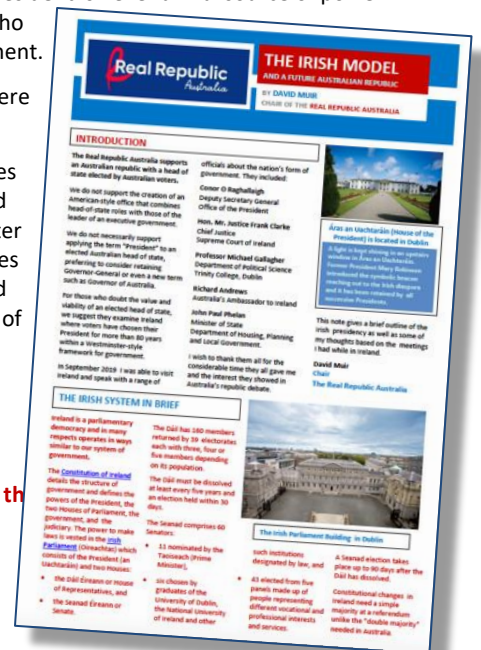 ho
ment.
ere
es
d
ter
es
d
of
th
Real Republic
Australia
THE IRISH MODEL
AND A FUTURE AUSTRALIAN REPUBLIC
BY DAVID MUIR
CHAIR OF THE REAL REPUBLIC AUSTRALIA
INTRODUCTION
The Real Republic Australia supports
an Australian republic with a head of
state elected by Australian voters.
We do not support the creation of an
American-style office that combines
head-of-state roles with those of the
leader of an executive government.
We do not necessarily support
applying the term "President" to an
elected Australian head of state,
preferring to consider retaining
Governor-General or even a new term
such as Governor of Australia.
For those who doubt the value and
viability of an elected head of state,
we suggest they examine Ireland
where voters have chosen their
President for more than 80 years
within a Westminster-style
framework for government.
In September 2019 I was able to visit
Ireland and speak with a range of
officials about the nation's form of
government. They included:
Conor O Raghallaigh
Deputy Secretary General
Office of the President
Hon. Mr. Justice Frank Clarke
Chief Justice
Supreme Court of Ireland
Professor Michael Gallagher
Department of Political Science
Trinity College, Dublin
Richard Andrews
Australia's Ambassador to Ireland
John Paul Phelan
Minister of State
Department of Housing, Planning
and Local Government.
I wish to thank them all for the
considerable time they all gave me
and the interest they showed in
Australia's republic debate.
Áras an Uachtaráin (House of the
President) is located in Dublin
A light is kept shining in an upstairs
window in Áras an Uachtaráin.
Former President Mary Robinson
introduced the symbolic beacon
reaching out to the Irish diaspora
and it has been retained by all
successive Presidents.
This note gives a brief outline of the
Irish presidency as well as some of
my thoughts based on the meetings
I had while in Ireland.
David Muir
Chair
The Real Republic Australia
THE IRISH SYSTEM IN BRIEF
Ireland is a parliamentary
democracy and in many
respects operates in ways
similar to our system of
government.
The Constitution of Ireland
details the structure of
government and defines the
powers of the President, the
two Houses of Parliament, the
government, and the
judiciary. The power to make
laws is vested in the Irish
Parliament (Oireachtas) which
consists of the President (an
Uachtaráin) and two Houses:
• the Dáil Éireann or House
of Representatives, and
• the Seanad Éireann or
Senate.
The Dáil has 160 members
returned by 39 electorates
each with three, four or
five members depending
on its population.
The Dáil must be dissolved
at least every five years and
an election held within 30
days.
The Seanad comprises 60
Senators:
• 11 nominated by the
Taoiseach (Prime
Minister),
• six chosen by
graduates of the
University of Dublin,
the National University
of Ireland and other
The Irish Parliament Building in Dublin
such institutions
designated by law, and
• 43 elected from five
panels made up of
people representing
different vocational and
professional interests
and services.
A Seanad election takes
place up to 90 days after the
Dáil has dissolved.
Constitutional changes in
Ireland need a simple
majority at a referendum
unlike the "double majority"
needed in Australia